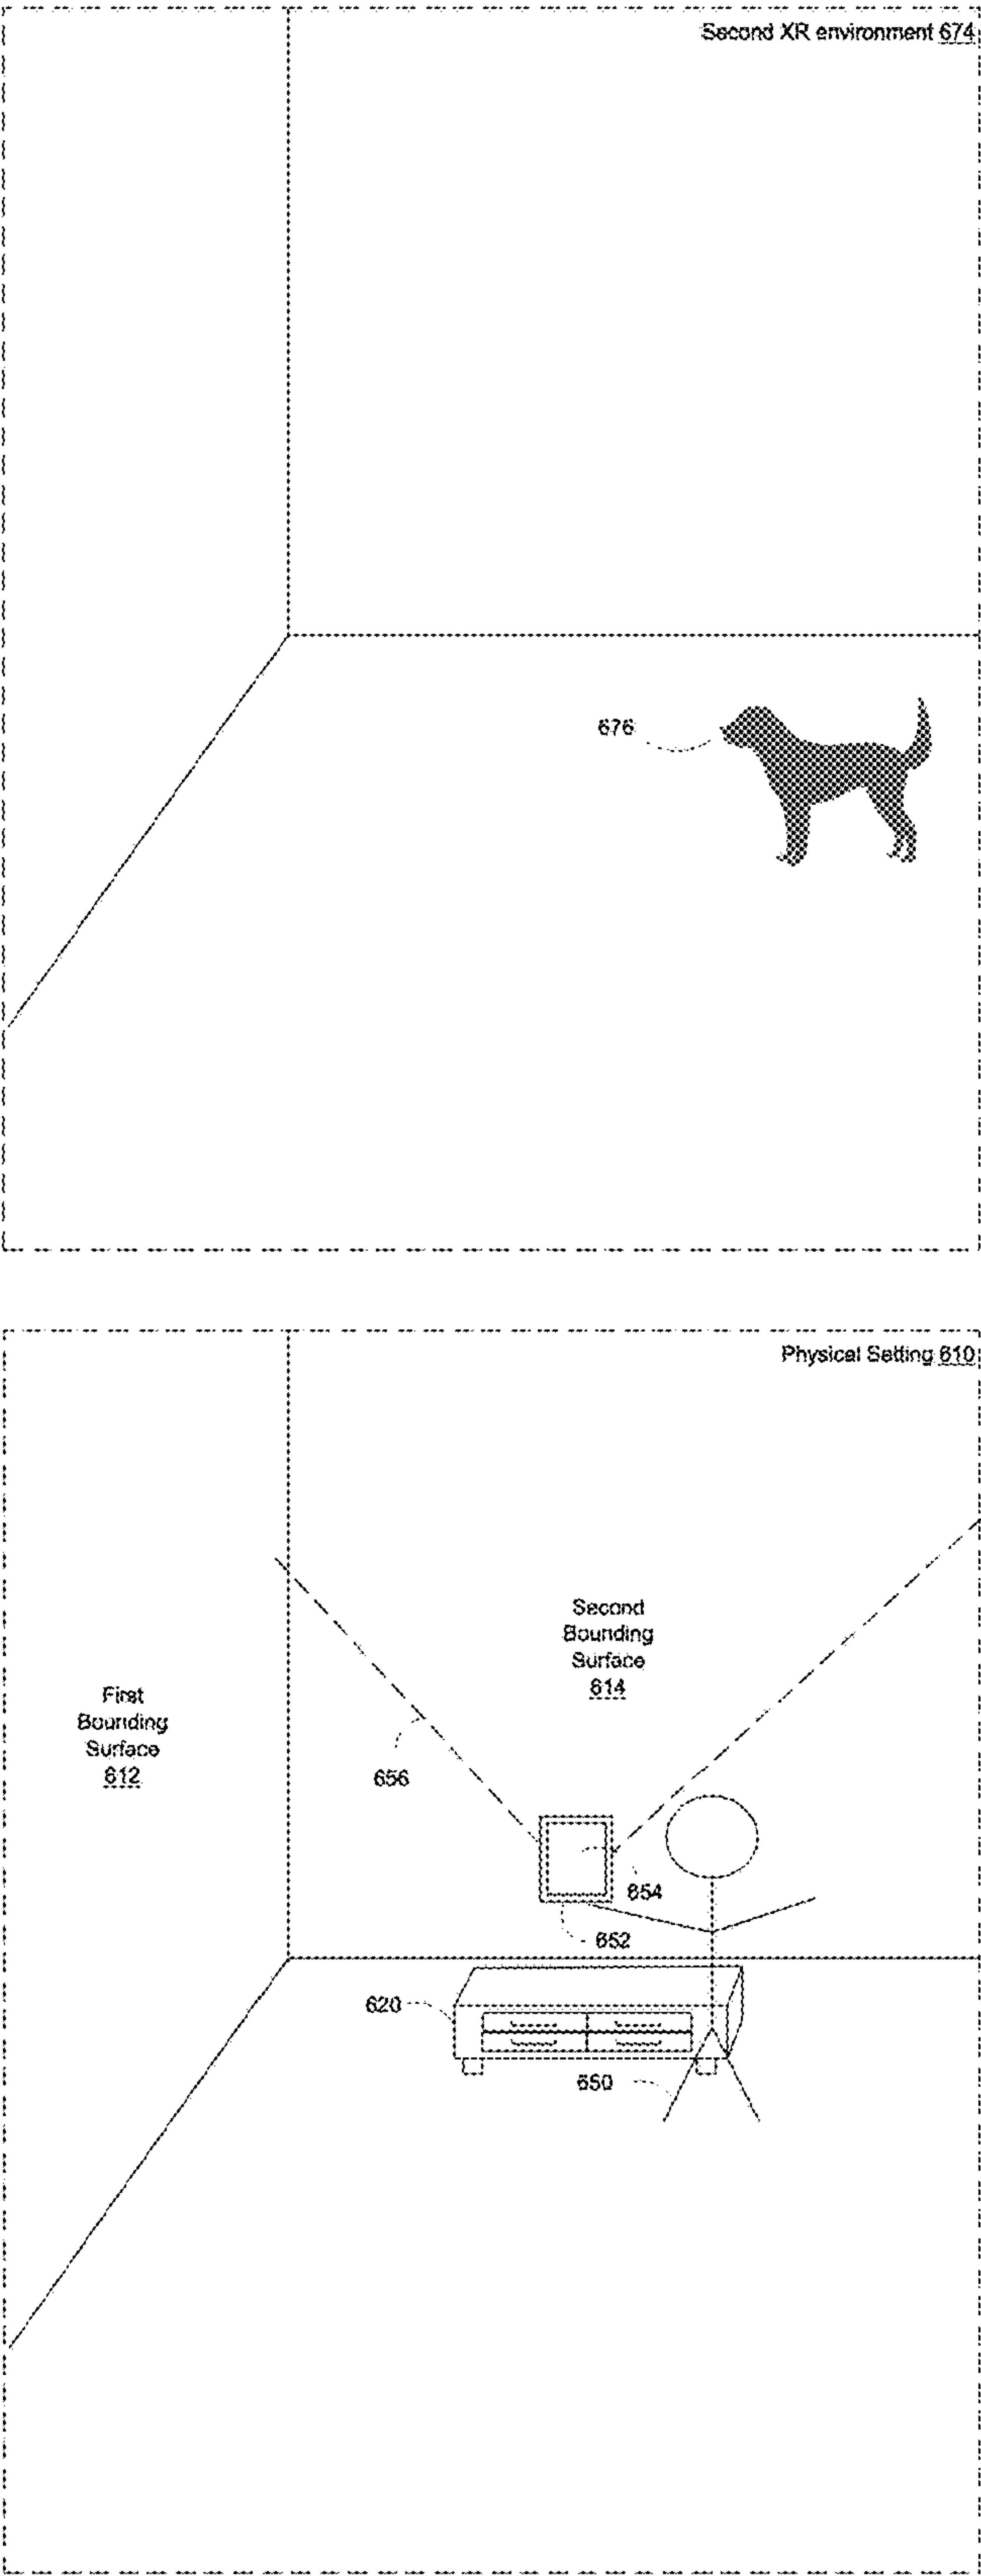 Second XR environment 674
676
Physical Setting 610
Second
Bounding
Surface
614
First
Bounding
Surface
612
656
654
652
620
650